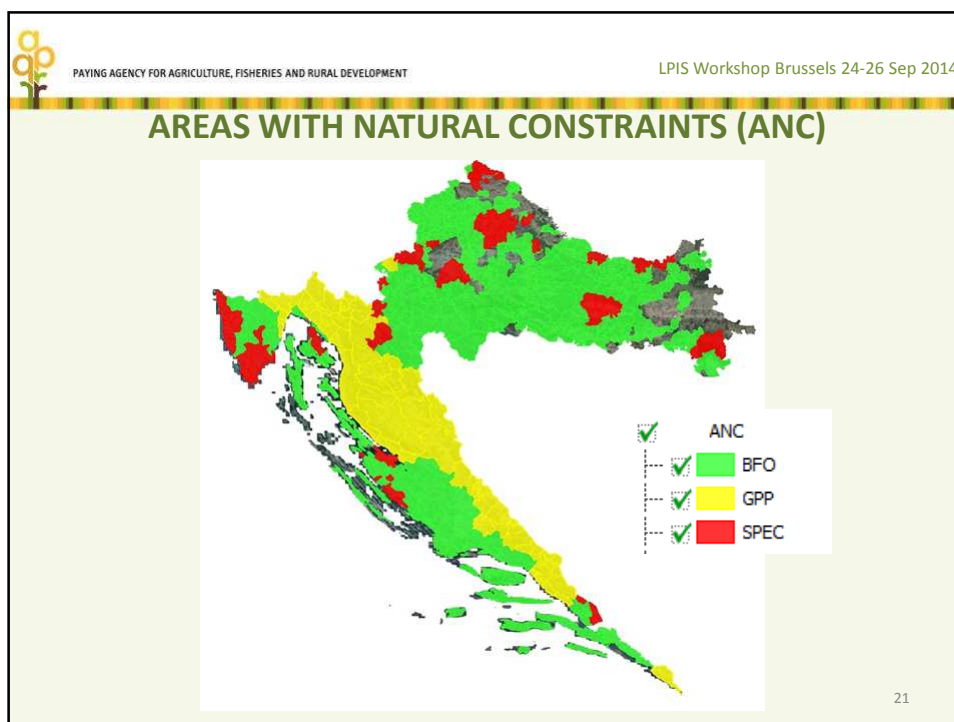 PAYING AGENCY FOR AGRICULTURE, FISHERIES AND RURAL DEVELOPMENT
LPIS Workshop Brussels 24-26 Sep 2014
AREAS WITH NATURAL CONSTRAINTS (ANC)
ANC
BFO
GPP
SPEC
21